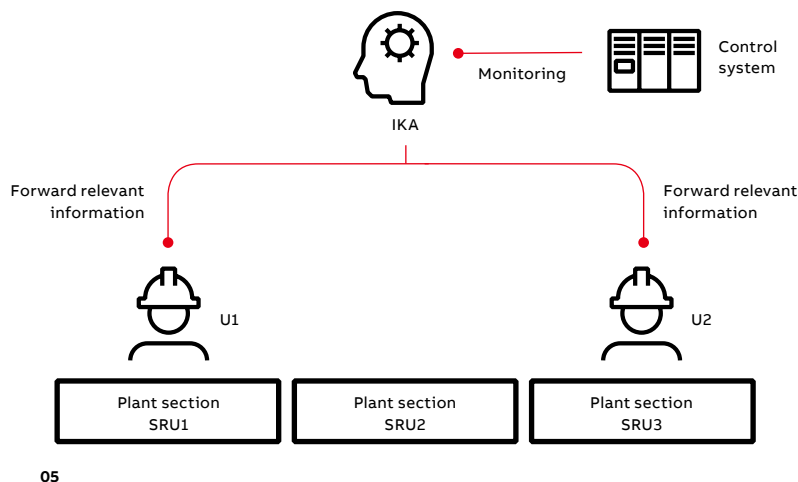 Control
system
Monitoring
IKA
Forward relevant
information
Forward relevant
information
U1
U2
Plant section
SRU1
Plant section
SRU2
Plant section
SRU3
05